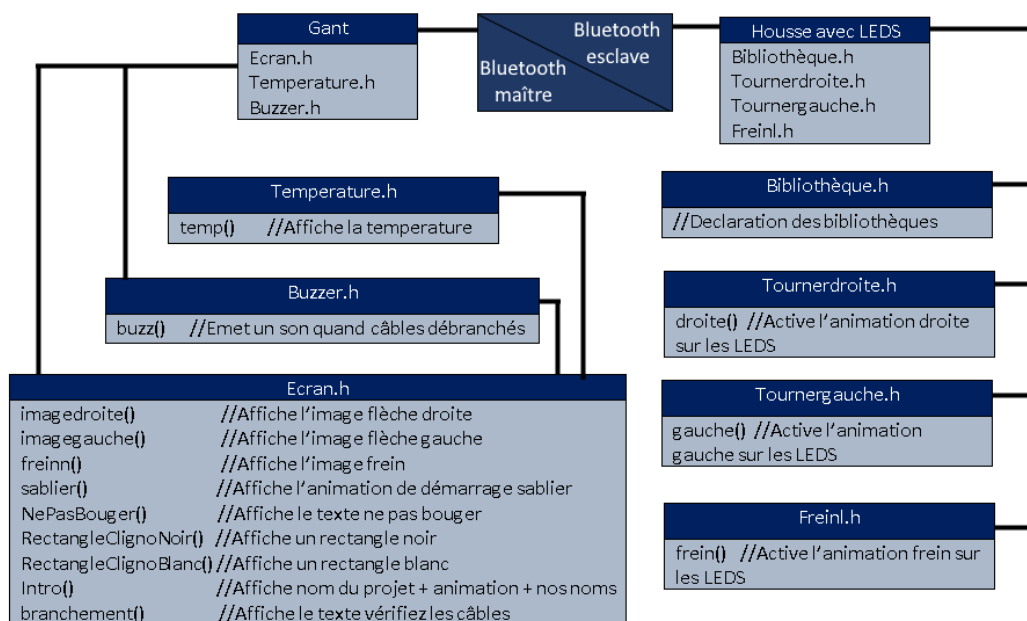 Gant
Ecran.h
Temperature.h
Buzzer.h
Bluetooth
esclave
Bluetooth
maître
Housse avec LEDS
Bibliothèque.h
Tournerdroite.h
Tournergauche.h
Freinl.h
Temperature.h
temp() //Affiche la temperature
Buzzer.h
buzz() //Emet un son quand câbles débranchés
Ecran.h
imagedroite() //Affiche l'image flèche droite
imagegauche() //Affiche l'image flèche gauche
freinn() //Affiche l'image frein
sablier() //Affiche l'animation de démarrage sablier
NePasBouger() //Affiche le texte ne pas bouger
RectangleClignoNoir() //Affiche un rectangle noir
RectangleClignoBlanc() //Affiche un rectangle blanc
Intro() //Affiche nom du projet + animation + nos noms
branchement() //Affiche le texte vérifiez les câbles
Bibliothèque.h
//Declaration des bibliothèques
Tournerdroite.h
droite() //Active l'animation droite
sur les LEDS
Tournergauche.h
gauche() //Active l'animation
gauche sur les LEDS
Freinl.h
frein() //Active l'animation frein sur
les LEDS